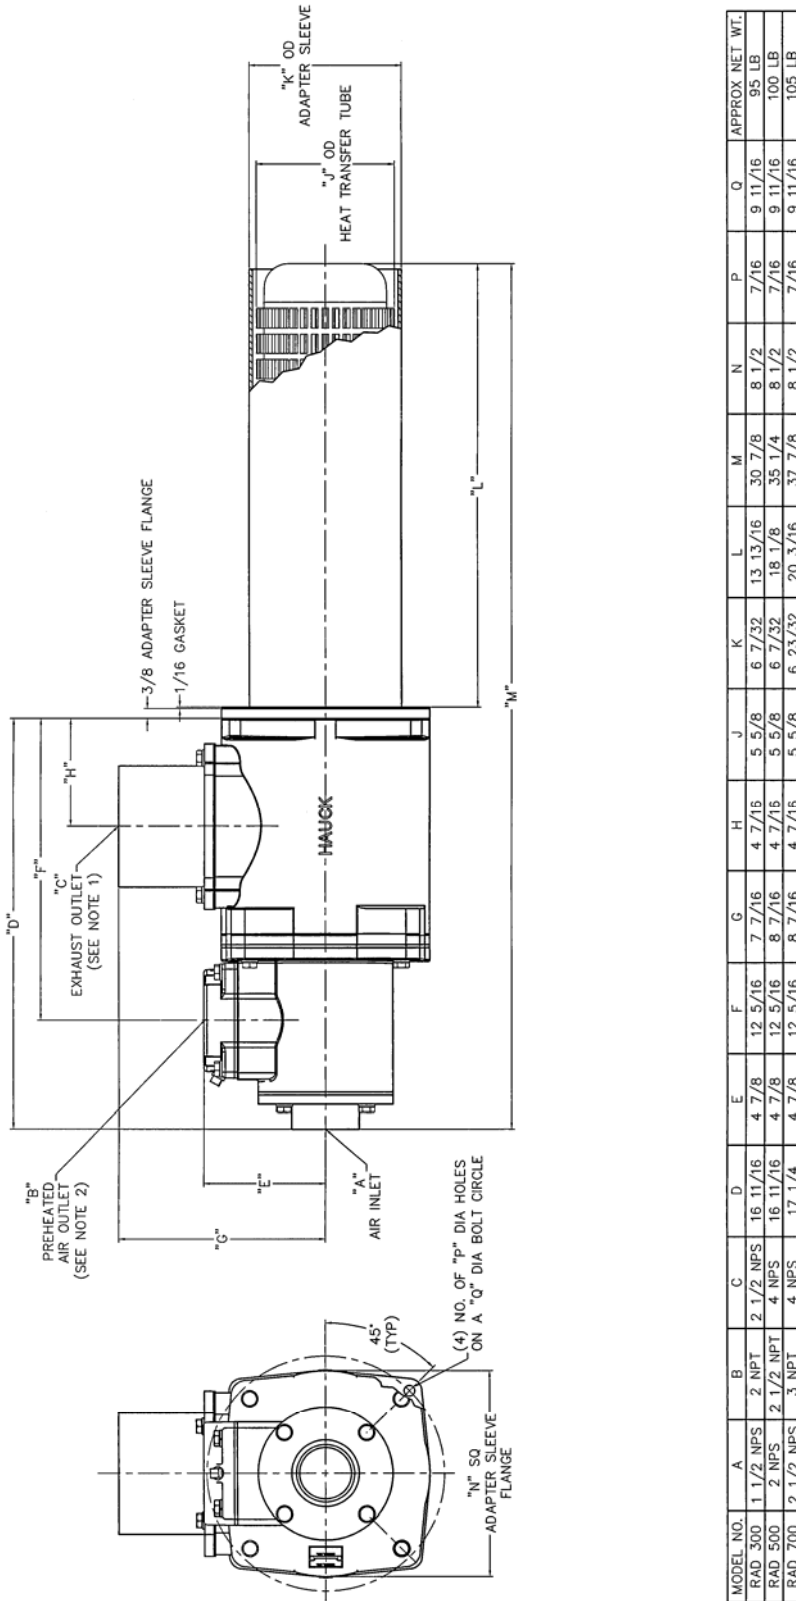 "K" OD
ADAPTER SLEEVE
"J" OD
HEAT TRANSFER TUBE
3/8 ADAPTER SLEEVE FLANGE
1/16 GASKET
"L"
"M"
"D"
"F"
"H"
"C"
EXHAUST OUTLET
(SEE NOTE 1)
HAUCK
"B"
PREHEATED
AIR OUTLET
(SEE NOTE 2)
"G"
"E"
"A"
AIR INLET
45°
(TYP)
(4) NO. OF "P" DIA HOLES
ON A "Q" DIA BOLT CIRCLE
"N" SQ
ADAPTER SLEEVE
FLANGE
MODEL NO. A B C D E F G H J K L M N P Q APPROX NET WT.
RAD 300 1 1/2 NPS 2 NPT 2 1/2 NPS 16 11/16 4 7/8 12 5/16 7 7/16 4 7/16 5 5/8 6 7/32 13 13/16 30 7/8 8 1/2 7/16 9 11/16 95 LB
RAD 500 2 NPS 2 1/2 NPT 4 NPS 16 11/16 4 7/8 12 5/16 8 7/16 4 7/16 5 5/8 6 7/32 18 1/8 35 1/4 8 1/2 7/16 9 11/16 100 LB
RAD 700 2 1/2 NPS 3 NPT 4 NPS 17 1/4 4 7/8 12 5/16 8 7/16 4 7/16 5 5/8 6 23/32 20 3/16 37 7/8 8 1/2 7/16 9 11/16 105 LB